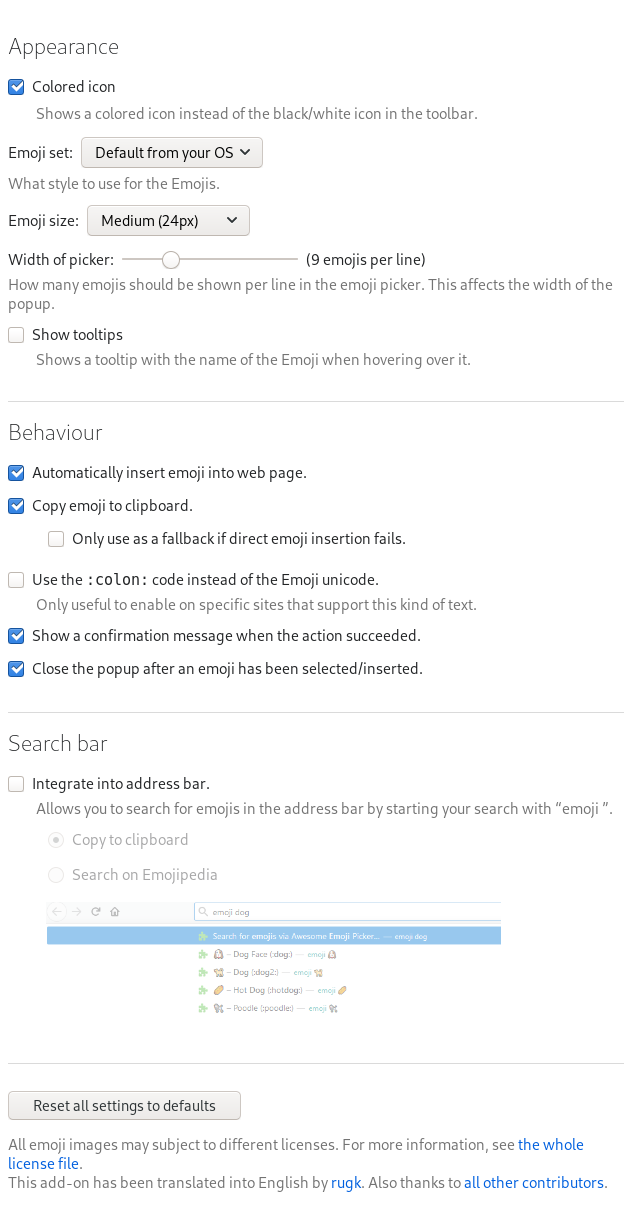 Appearance
Colored icon
Shows a colored icon instead of the black/white icon in the toolbar.
Emoji set: Default from your OS
What style to use for the Emojis.
Emoji size: Medium (24px)
Width of picker: (9 emojis per line)
How many emojis should be shown per line in the emoji picker. This affects the width of the
popup.
Show tooltips
Shows a tooltip with the name of the Emoji when hovering over it.
Behaviour
Automatically insert emoji into web page.
Copy emoji to clipboard.
Only use as a fallback if direct emoji insertion fails.
Use the :colon: code instead of the Emoji unicode.
Only useful to enable on specific sites that support this kind of text.
Show a confirmation message when the action succeeded.
Close the popup after an emoji has been selected/inserted.
Search bar
Integrate into address bar.
Allows you to search for emojis in the address bar by starting your search with “emoji ”.
Copy to clipboard
Search on Emojipedia
emoji dog
Search for emojis via Awesome Emoji Picker... — emoji dog
– Dog Face (:dog:) — emoji
– Dog (:dog2:) — emoji
– Hot Dog (:hotdog:) — emoji
– Poodle (:poodle:) — emoji
Reset all settings to defaults
All emoji images may subject to different licenses. For more information, see the whole
license file.
This add-on has been translated into English by rugk. Also thanks to all other contributors.